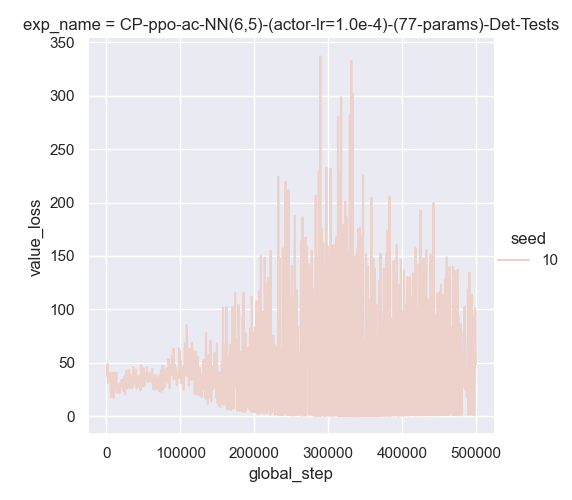 exp_name = CP-ppo-ac-NN(6,5)-(actor-lr=1.0e-4)-(77-params)-Det-Tests
350
300
250
200
150
100
50
0
value_loss
0 100000 200000 300000 400000 500000
global_step
seed
10